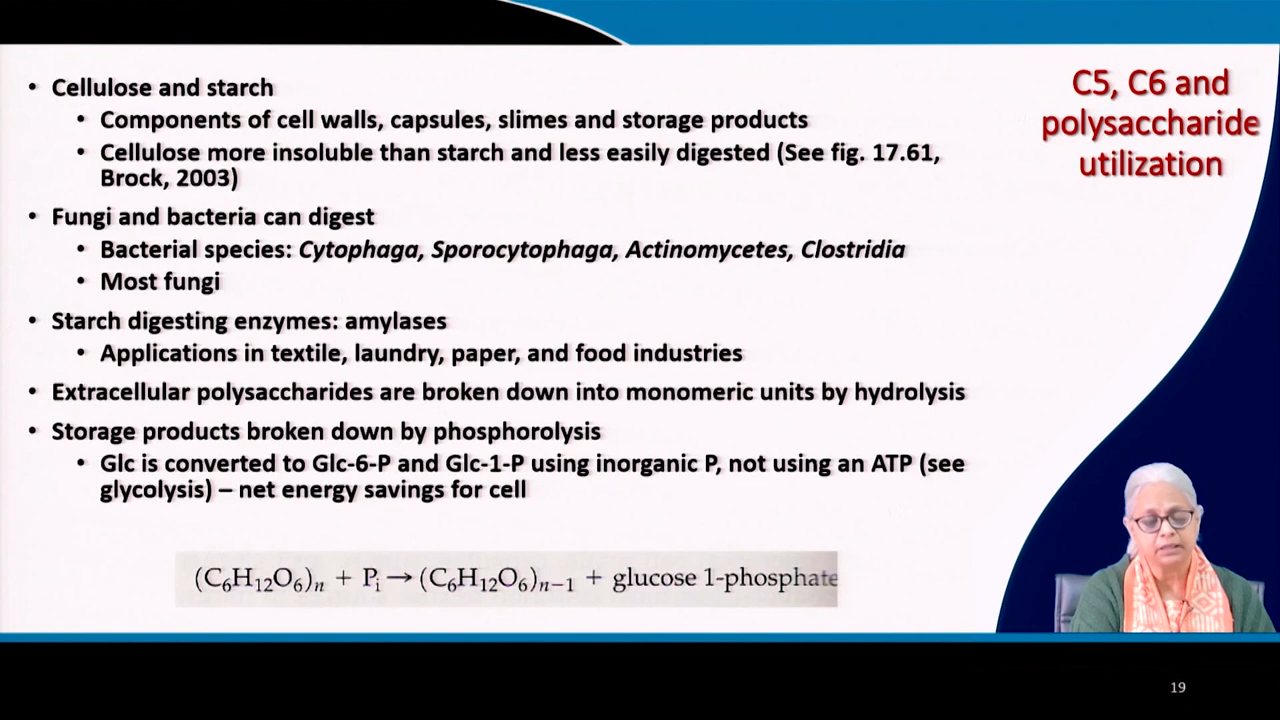 C5, C6 and
polysaccharide
utilization
• Cellulose and starch
• Components of cell walls, capsules, slimes and storage products
• Cellulose more insoluble than starch and less easily digested (See fig. 17.61,
Brock, 2003)
• Fungi and bacteria can digest
• Bacterial species: Cytophaga, Sporocytophaga, Actinomycetes, Clostridia
• Most fungi
• Starch digesting enzymes: amylases
• Applications in textile, laundry, paper, and food industries
• Extracellular polysaccharides are broken down into monomeric units by hydrolysis
• Storage products broken down by phosphorolysis
• Glc is converted to Glc-6-P and Glc-1-P using inorganic P, not using an ATP (see
glycolysis) – net energy savings for cell
(C₆H₁₂O₆)ₙ + Pᵢ → (C₆H₁₂O₆)ₙ₋₁ + glucose 1-phosphate
19